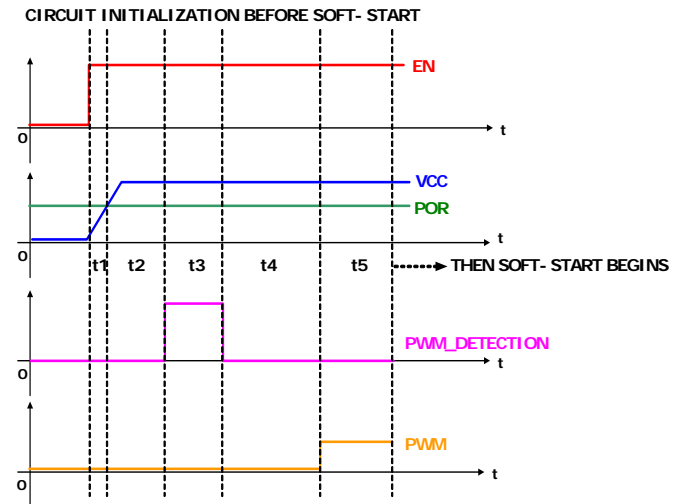 CIRCUIT INITIALIZATION BEFORE SOFT-START
EN
0
t
VCC
POR
0
t
t1 t2 t3 t4 t5 THEN SOFT-START BEGINS
PWM_DETECTION
0
t
PWM
0
t